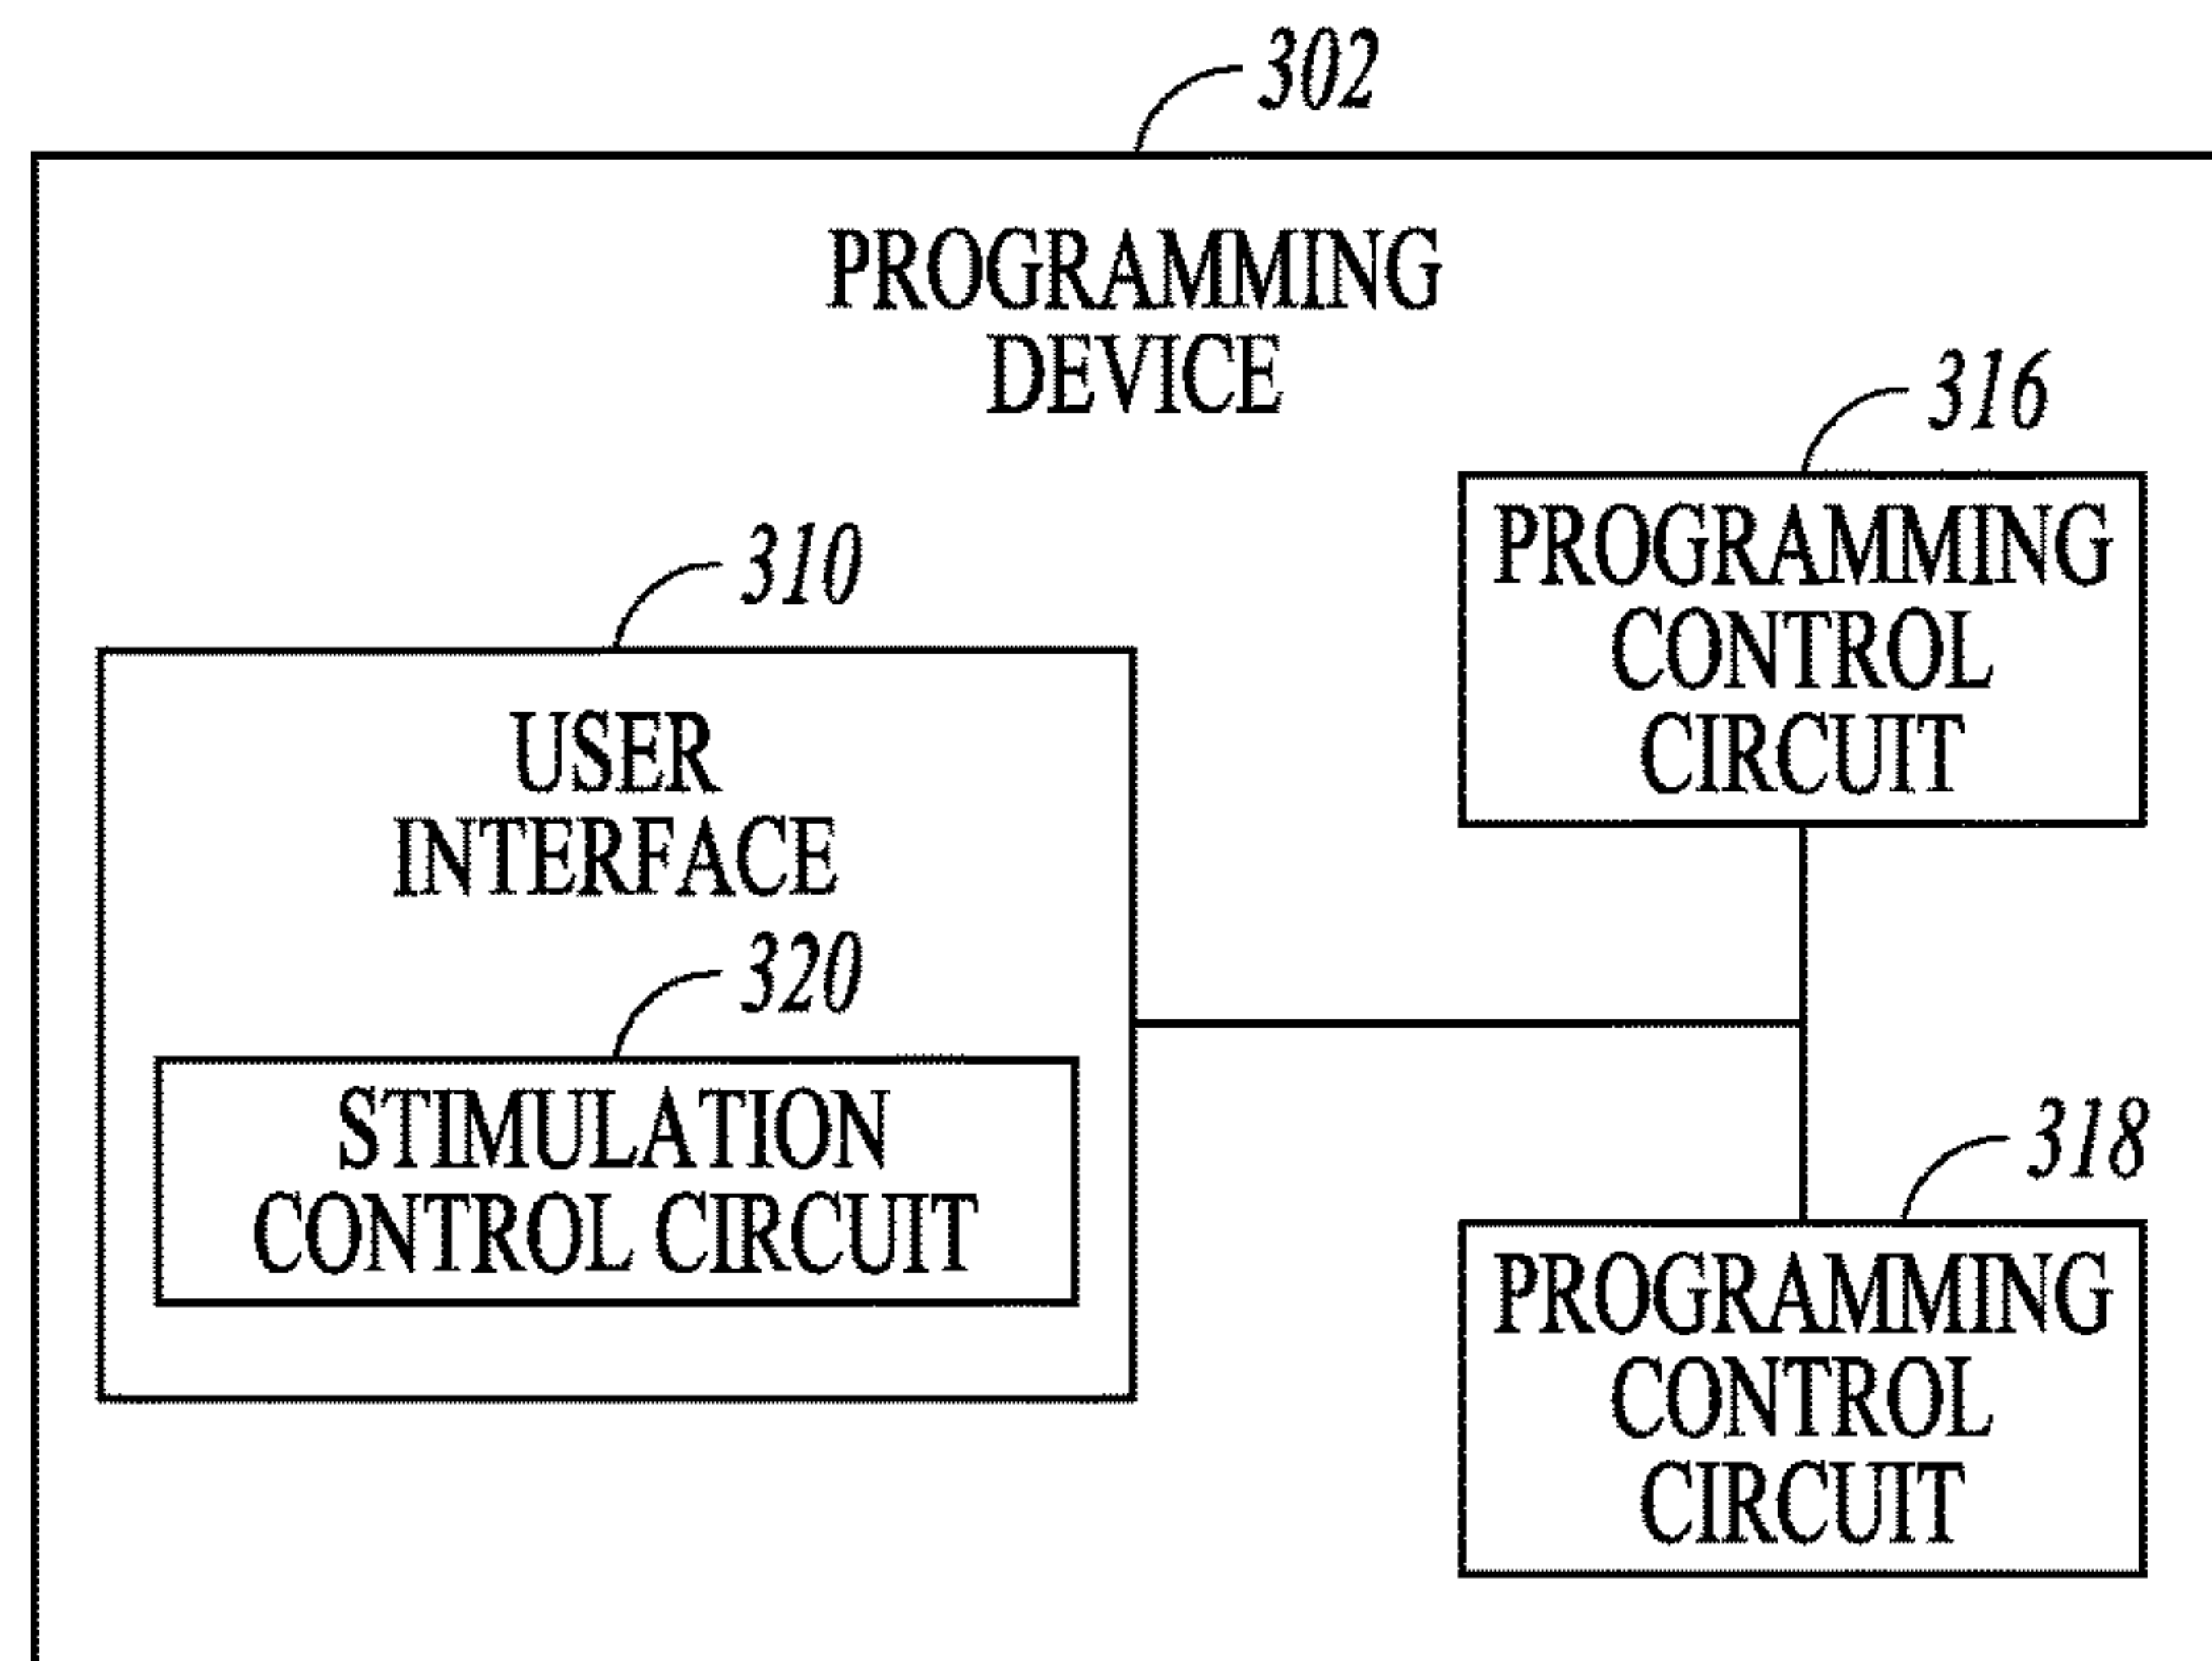 302
PROGRAMMING
DEVICE
316
PROGRAMMING
CONTROL
CIRCUIT
310
USER
INTERFACE
320
STIMULATION
CONTROL CIRCUIT
318
PROGRAMMING
CONTROL
CIRCUIT